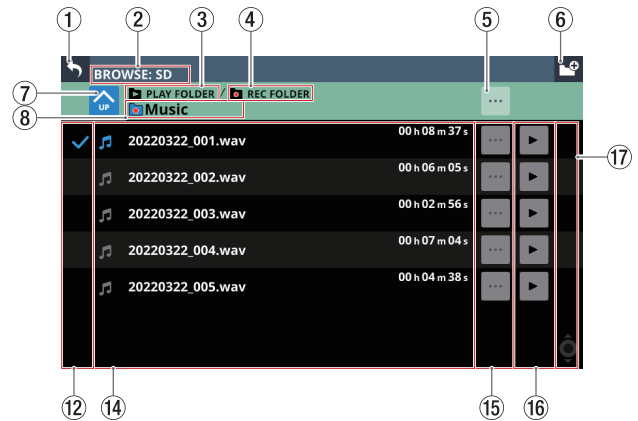 ① ② ③ ④ ⑤ ⑥
BROWSE: SD
⑦ UP PLAY FOLDER / REC FOLDER ...
⑧ Music
20220322_001.wav 00 h 08 m 37 s ...
⑰
20220322_002.wav 00 h 06 m 05 s ...
20220322_003.wav 00 h 02 m 56 s ...
20220322_004.wav 00 h 07 m 04 s ...
20220322_005.wav 00 h 04 m 38 s ...
⑫ ⑭ ⑮ ⑯